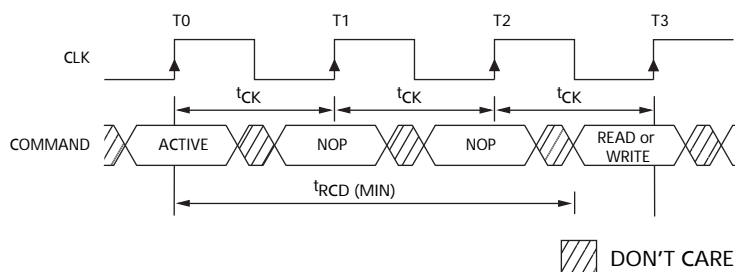 T0 T1 T2 T3
CLK
tCK tCK tCK
COMMAND ACTIVE NOP NOP READ or
WRITE
tRCD (MIN)
DON'T CARE